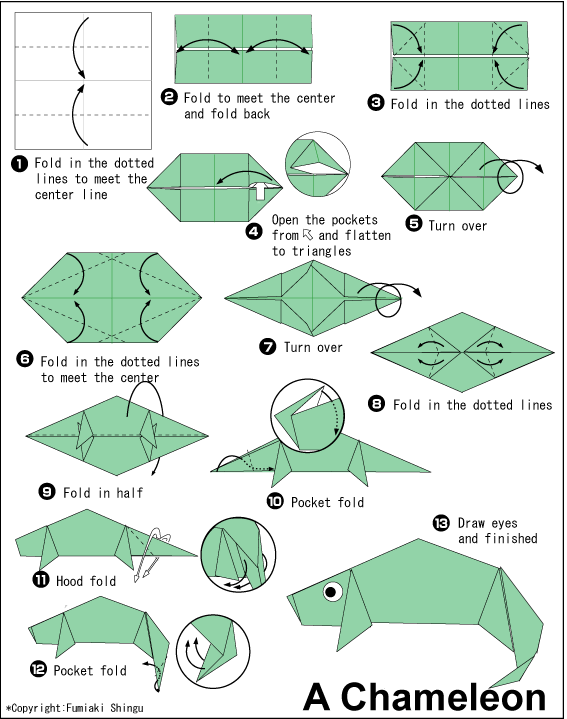 1 Fold in the dotted
lines to meet the
center line
2 Fold to meet the center
and fold back
3 Fold in the dotted lines
4 Open the pockets
from and flatten
to triangles
5 Turn over
6 Fold in the dotted lines
to meet the center
7 Turn over
8 Fold in the dotted lines
9 Fold in half
10 Pocket fold
11 Hood fold
12 Pocket fold
13 Draw eyes
and finished
A Chameleon
*Copyright:Fumiaki Shingu